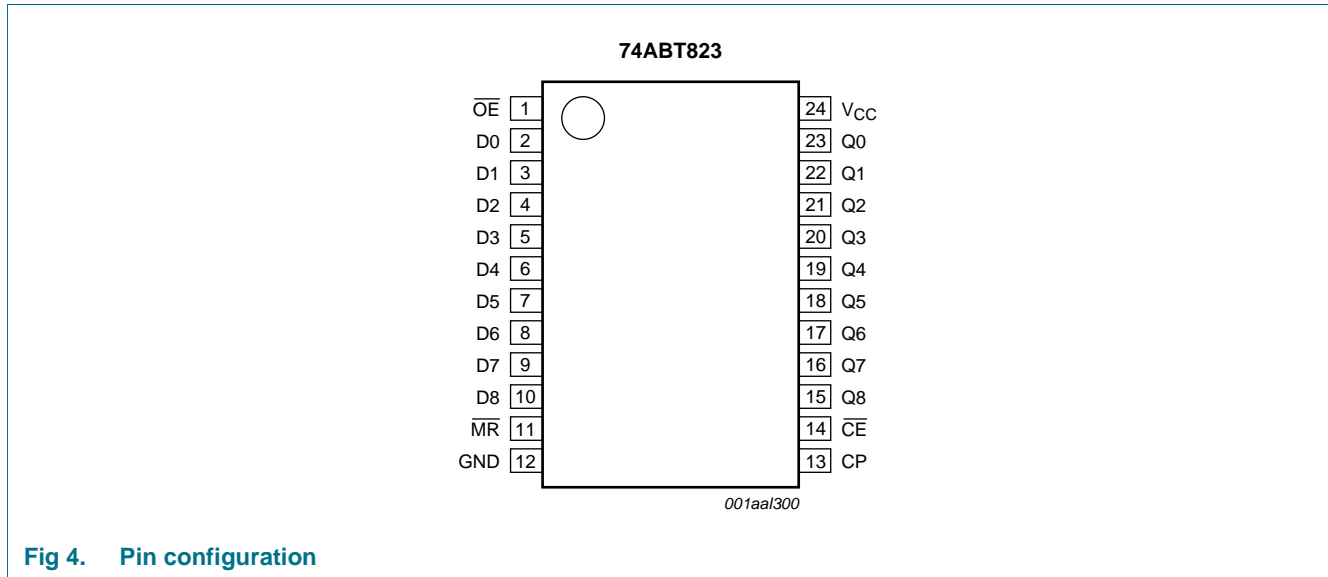 74ABT823
OE 1 24 VCC
D0 2 23 Q0
D1 3 22 Q1
D2 4 21 Q2
D3 5 20 Q3
D4 6 19 Q4
D5 7 18 Q5
D6 8 17 Q6
D7 9 16 Q7
D8 10 15 Q8
MR 11 14 CE
GND 12 13 CP
001aal300
Fig 4. Pin configuration